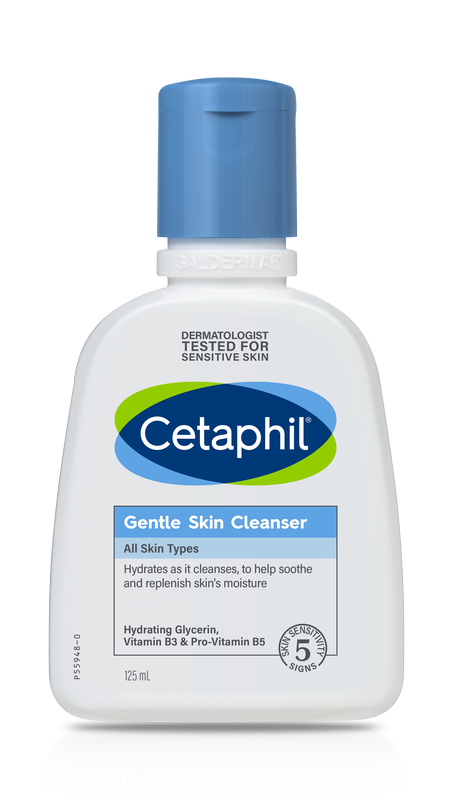 GALDERMA
DERMATOLOGIST
TESTED FOR
SENSITIVE SKIN
Cetaphil®
Gentle Skin Cleanser
All Skin Types
Hydrates as it cleanses, to help soothe
and replenish skin's moisture
Hydrating Glycerin,
Vitamin B3 & Pro-Vitamin B5
SKIN SENSITIVITY
5
SIGNS
125 mL
P55948-0